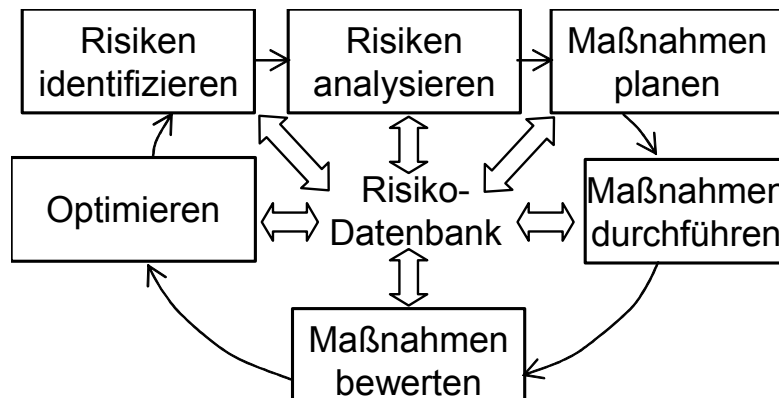 Risiken
identifizieren
Risiken
analysieren
Maßnahmen
planen
Optimieren
Risiko-
Datenbank
Maßnahmen
durchführen
Maßnahmen
bewerten